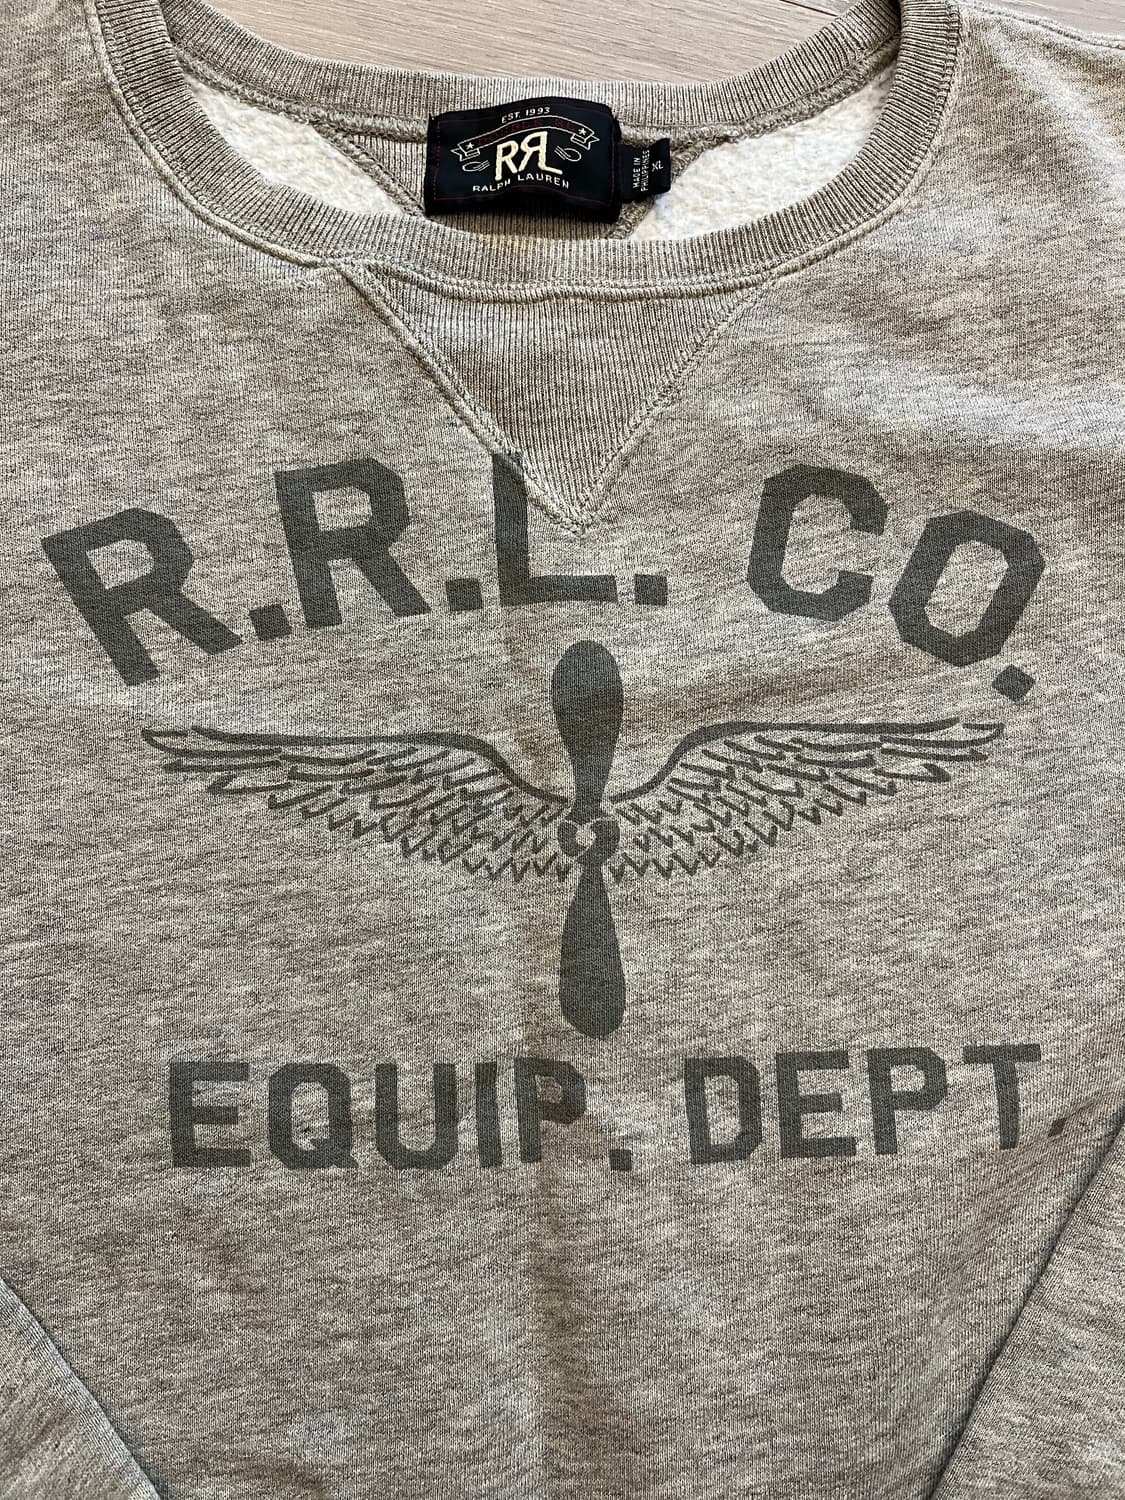 EST. 1993
RRL
RALPH LAUREN
MADE IN
PHILIPPINES
XL
R.R.L. CO.
EQUIP. DEPT.